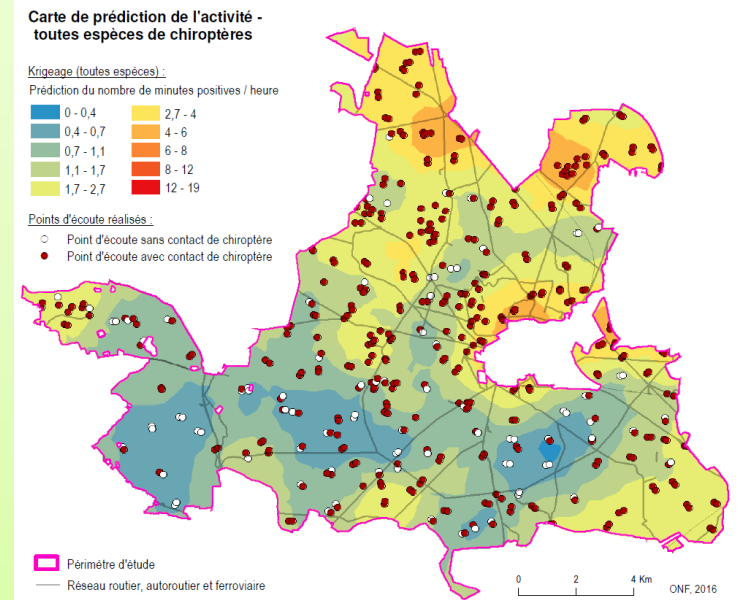 Carte de prédiction de l'activité -
toutes espèces de chiroptères
Krigeage (toutes espèces) :
Prédiction du nombre de minutes positives / heure
0 - 0,4
0,4 - 0,7
0,7 - 1,1
1,1 - 1,7
1,7 - 2,7
2,7 - 4
4 - 6
6 - 8
8 - 12
12 - 19
Points d'écoute réalisés :
Point d'écoute sans contact de chiroptère
Point d'écoute avec contact de chiroptère
Périmétre d'étude
Réseau routier, autoroutier et ferroviaire
0 2 4 Km
ONF, 2016